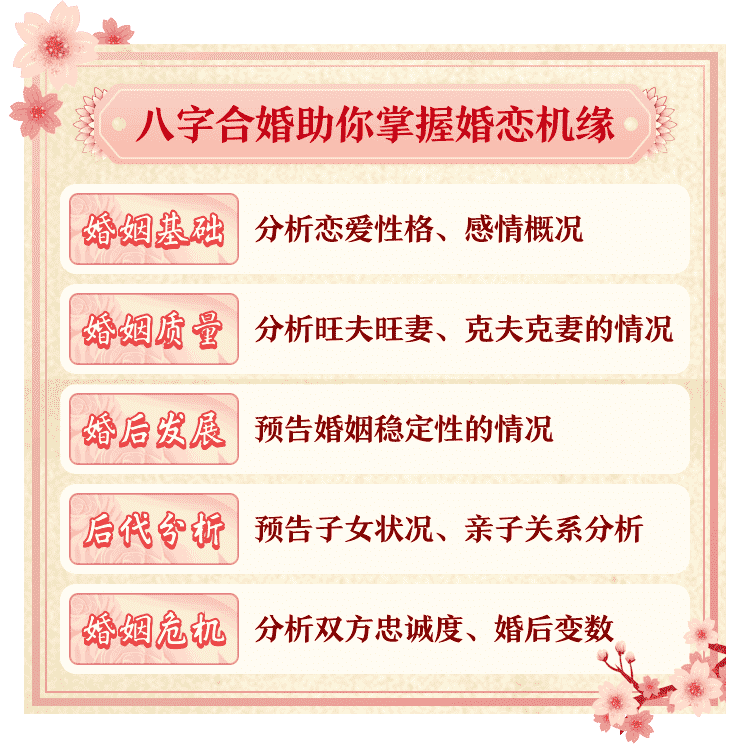 八字合婚助你掌握婚恋机缘
婚姻基础 分析恋爱性格、感情概况
婚姻质量 分析旺夫旺妻、克夫克妻的情况
婚后发展 预告婚姻稳定性的情况
后代分析 预告子女状况、亲子关系分析
婚姻危机 分析双方忠诚度、婚后变数